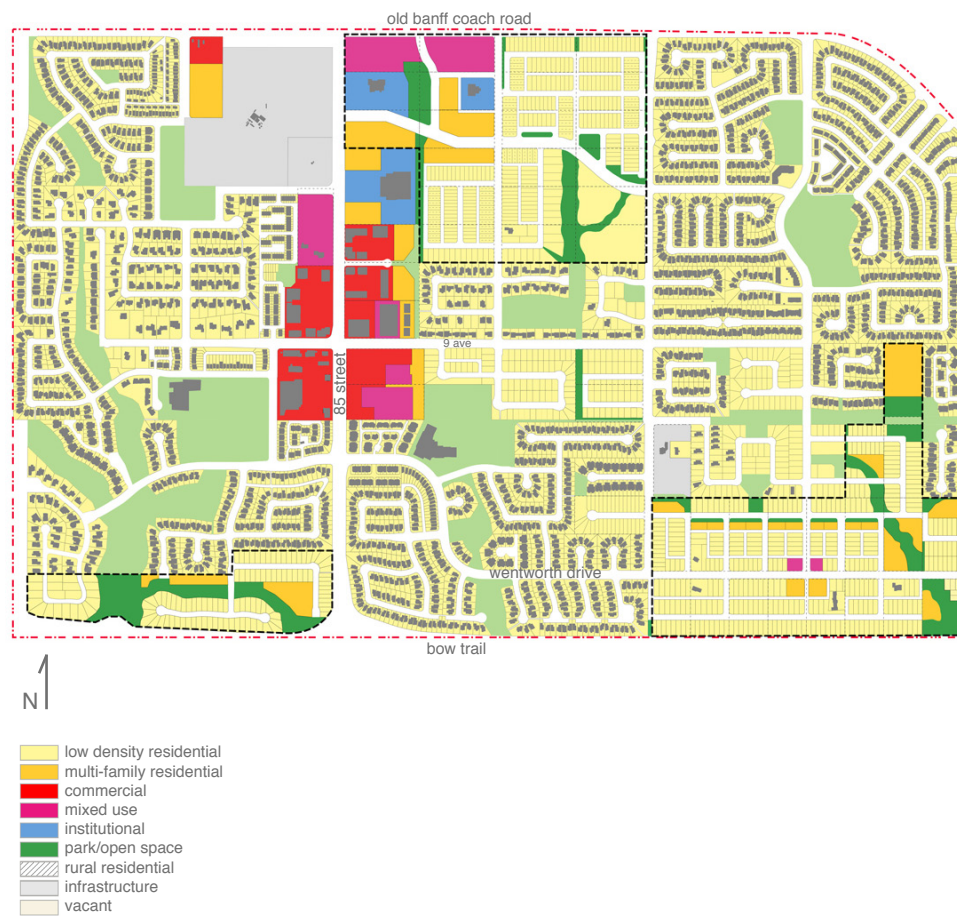 old banff coach road
9 ave
85 street
wentworth drive
bow trail
N
low density residential
multi-family residential
commercial
mixed use
institutional
park/open space
rural residential
infrastructure
vacant